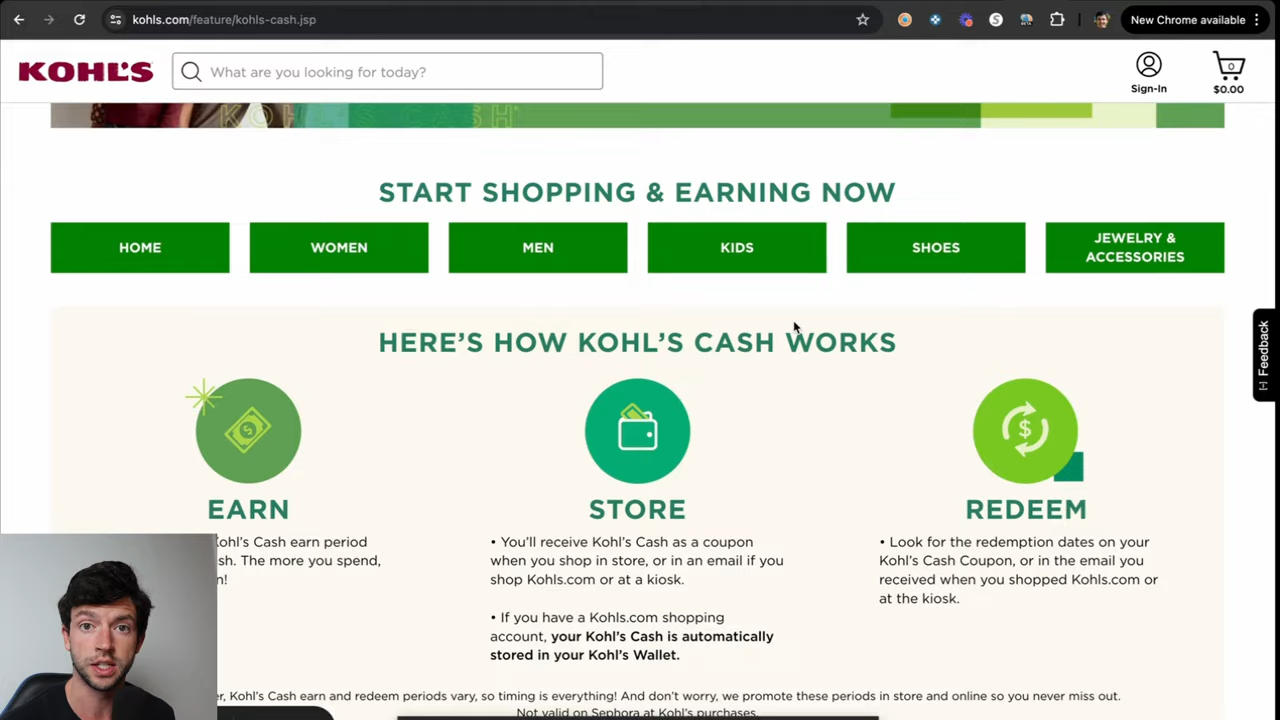 kohls.com/feature/kohls-cash.jsp
New Chrome available
KOHL'S
What are you looking for today?
Sign-In
0
$0.00
KOHL'S CASH
START SHOPPING & EARNING NOW
HOME
WOMEN
MEN
KIDS
SHOES
JEWELRY &
ACCESSORIES
Feedback
HERE'S HOW KOHL'S CASH WORKS
EARN
Kohl's Cash earn period
sh. The more you spend,
n!
STORE
• You'll receive Kohl's Cash as a coupon
when you shop in store, or in an email if you
shop Kohls.com or at a kiosk.
• If you have a Kohls.com shopping
account, your Kohl's Cash is automatically
stored in your Kohl's Wallet.
REDEEM
• Look for the redemption dates on your
Kohl's Cash Coupon, or in the email you
received when you shopped Kohls.com or
at the kiosk.
r, Kohl's Cash earn and redeem periods vary, so timing is everything! And don't worry, we promote these periods in store and online so you never miss out.
Not valid on Sephora at Kohl's purchases.